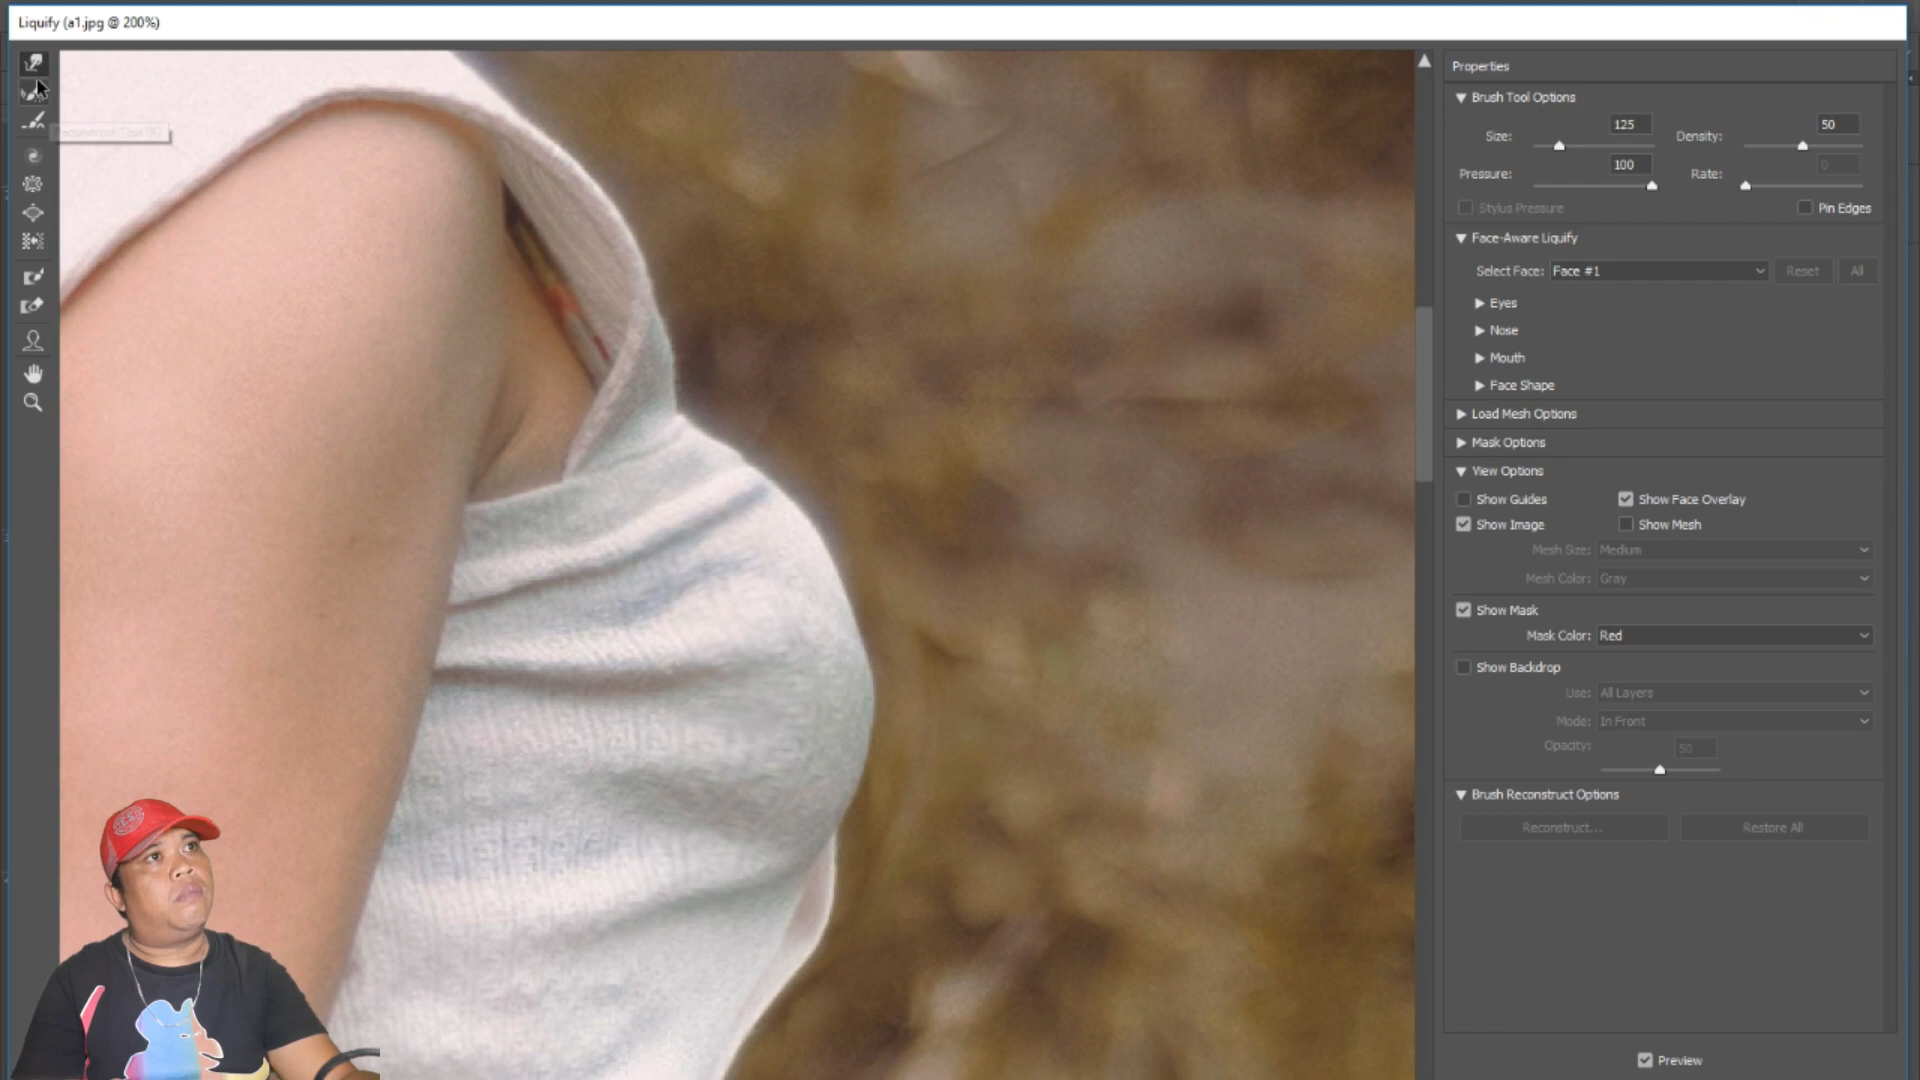 Liquify (a1.jpg @ 200%)
Reconstruct Tool (R)
Properties
Brush Tool Options
Size: 125 Density: 50
Pressure: 100 Rate: 0
Stylus Pressure Pin Edges
Face-Aware Liquify
Select Face: Face #1 Reset All
Eyes
Nose
Mouth
Face Shape
Load Mesh Options
Mask Options
View Options
Show Guides Show Face Overlay
Show Image Show Mesh
Mesh Size: Medium
Mesh Color: Gray
Show Mask
Mask Color: Red
Show Backdrop
Use: All Layers
Mode: In Front
Opacity: 50
Brush Reconstruct Options
Reconstruct... Restore All
Preview